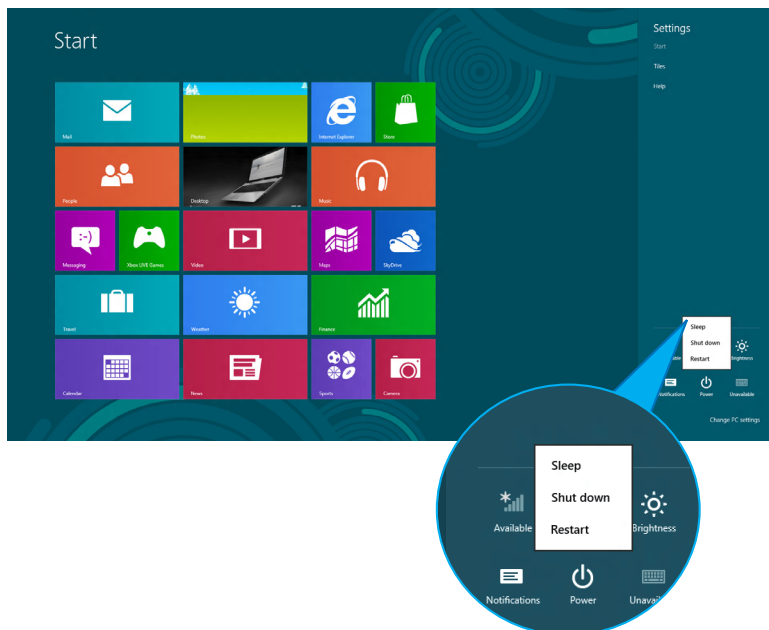 Start
Settings
Start
Tiles
Help
Mail
Photos
Internet Explorer
Store
People
Desktop
Music
Messaging
Xbox LIVE Games
Video
Maps
SkyDrive
Travel
Weather
Finance
Calendar
News
Sports
Camera
Sleep
Shut down
Restart
Brightness
Notifications
Power
Unavailable
Change PC settings
Sleep
Shut down
Restart
Available
Brightness
Notifications
Power
Unavai